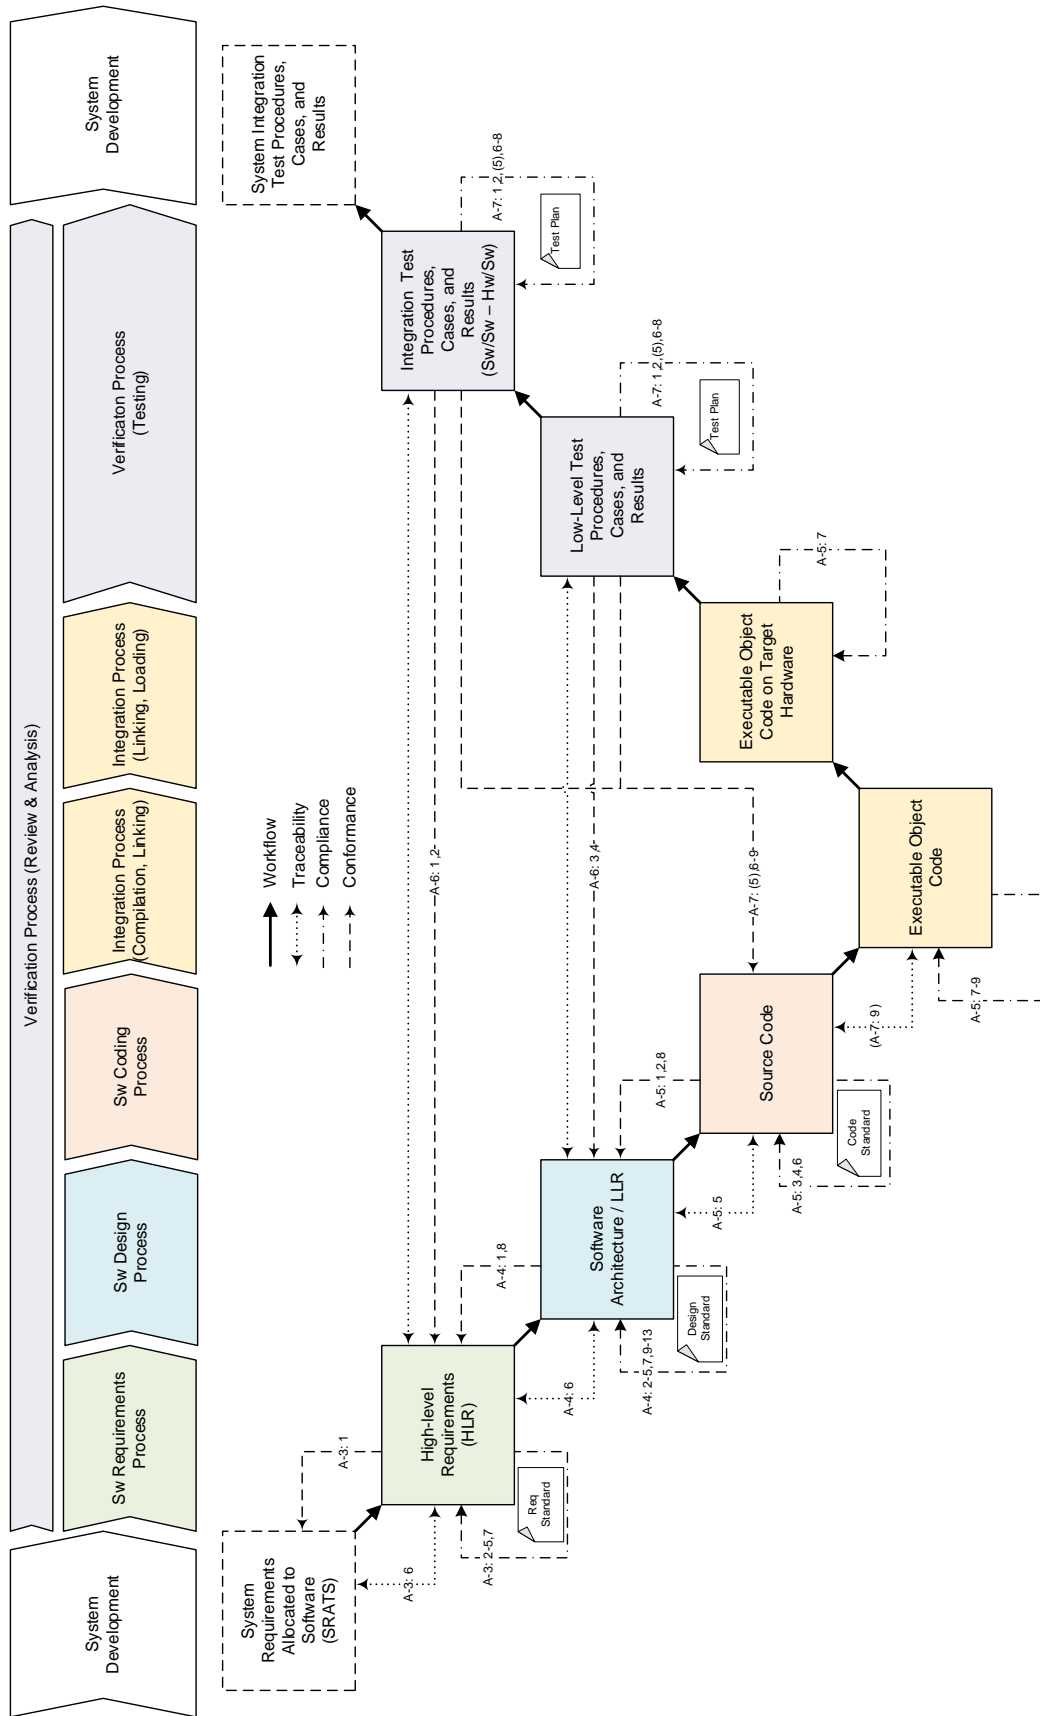 System
Development
Verification Process (Review & Analysis)
Sw Requirements
Process
Sw Design
Process
Sw Coding
Process
Integration Process
(Compilation, Linking)
Integration Process
(Linking, Loading)
Verificaton Process
(Testing)
System
Development
System
Requirements
Allocated to
Software
(SRATS)
High-level
Requirements
(HLR)
Software
Architecture / LLR
Source Code
Executable Object
Code
Executable Object
Code on Target
Hardware
Low-Level Test
Procedures,
Cases, and
Results
Integration Test
Procedures,
Cases, and
Results
(Sw/Sw – Hw/Sw)
System Integration
Test Procedures,
Cases, and
Results
Workflow
Traceability
Compliance
Conformance
A-3: 1
A-3: 6
A-3: 2-5,7
Req
Standard
A-4: 1,8
A-4: 6
A-4: 2-5,7,9-13
Design
Standard
A-5: 1,2,8
A-5: 5
A-5: 3,4,6
Code
Standard
(A-7: 9)
A-5: 7-9
A-5: 7
A-6: 1,2
A-6: 3,4
A-7: (5),6-9
A-7: 1,2,(5),6-8
Test Plan
A-7: 1,2,(5),6-8
Test Plan